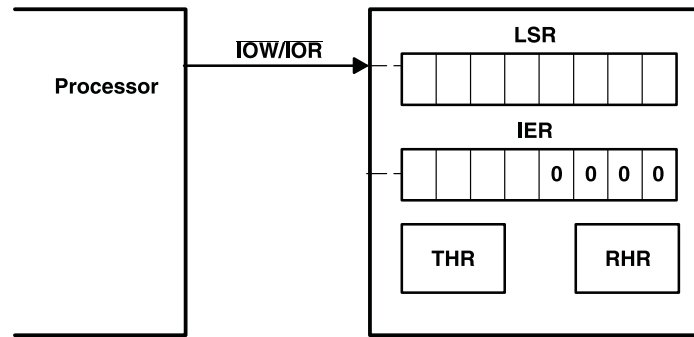 LSR
IOW/IOR
Processor
IER
0 0 0 0
THR RHR